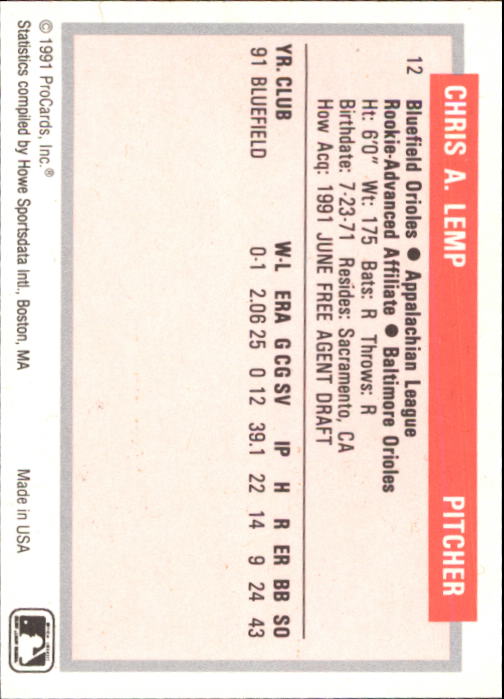 CHRIS A. LEMP PITCHER
12 Bluefield Orioles ● Appalachian League
Rookie-Advanced Affiliate ● Baltimore Orioles
Ht: 6'0" Wt: 175 Bats: R Throws: R
Birthdate: 7-23-71 Resides: Sacramento, CA
How Acq: 1991 JUNE FREE AGENT DRAFT
YR. CLUB W-L ERA G CG SV IP H R ER BB SO
91 BLUEFIELD 0-1 2.06 25 0 12 39.1 22 14 9 24 43
© 1991 ProCards, Inc.®
Statistics compiled by Howe Sportsdata Intl., Boston, MA Made in USA